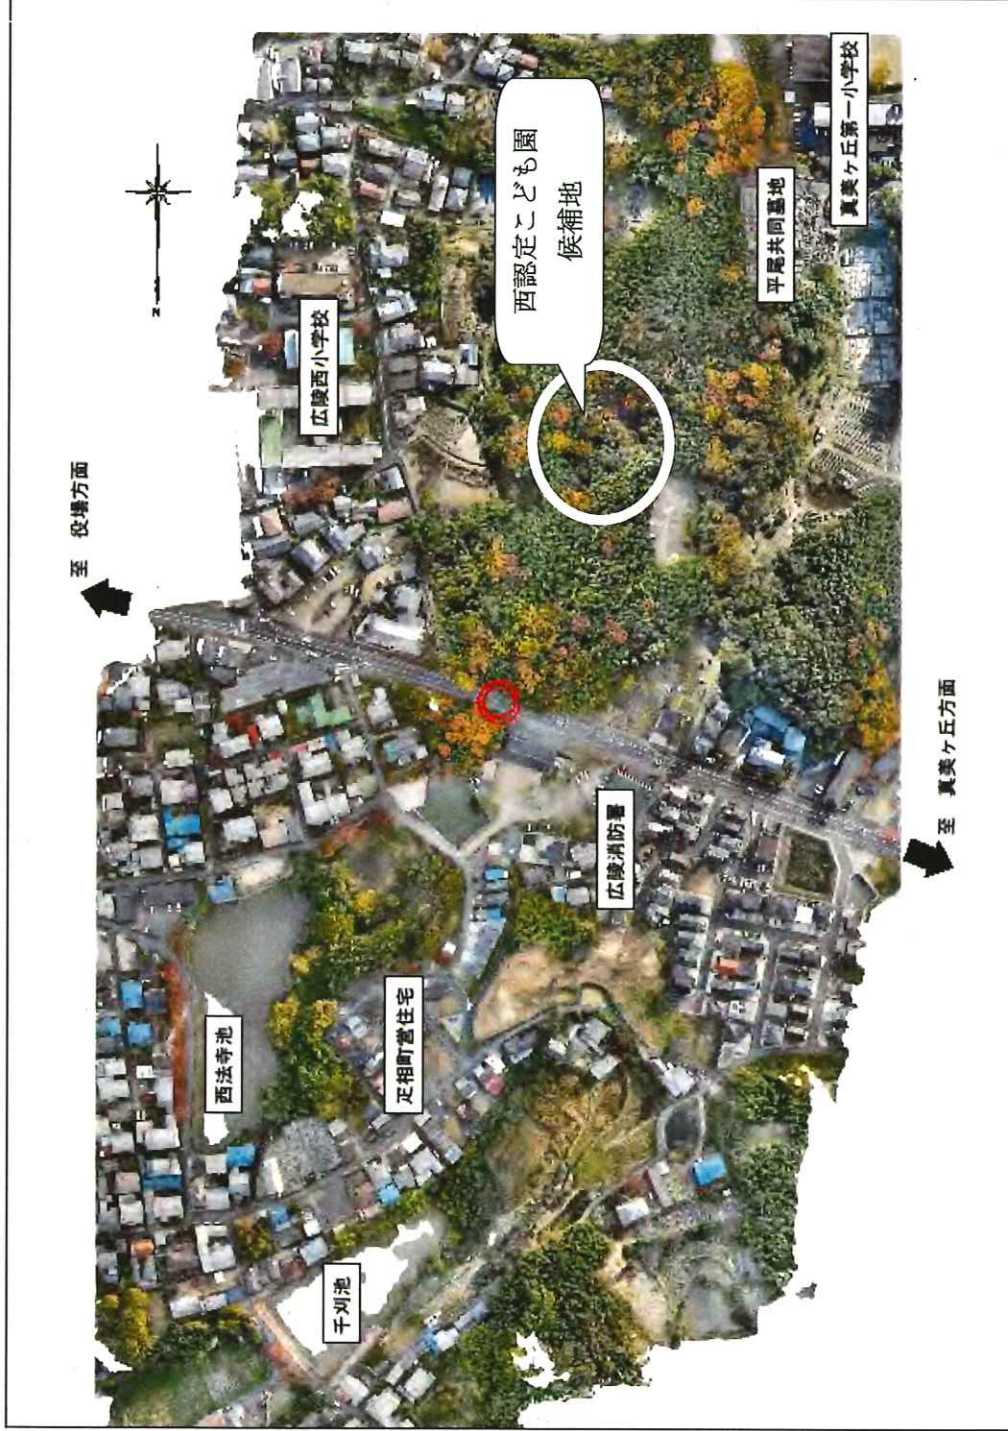 至　役場方面
Z
広陵西小学校
西認定こども園
候補地
真美ヶ丘第一小学校
平尾共同墓地
広陵消防署
西法寺池
疋相町営住宅
千刈池
至　真美ヶ丘方面